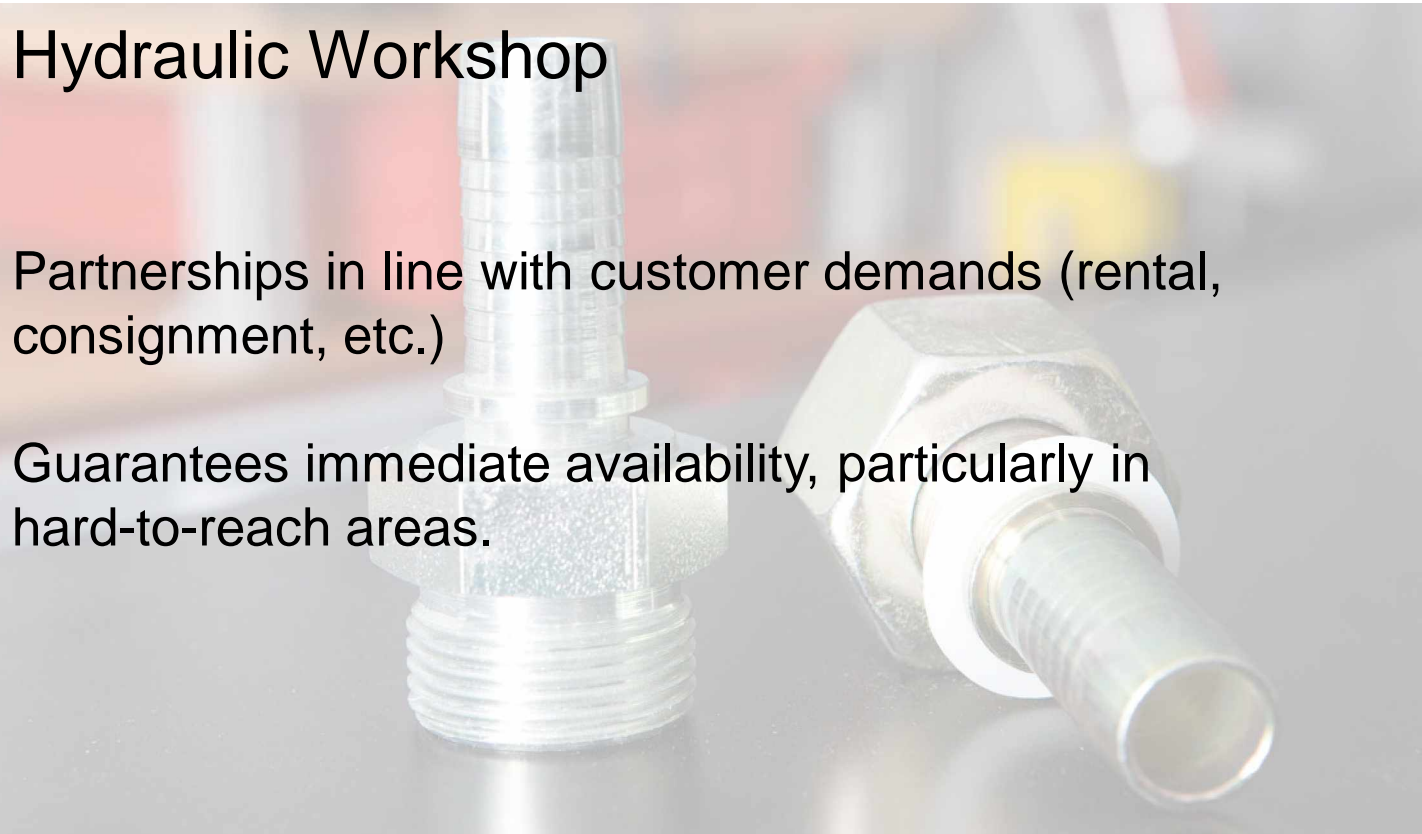 Hydraulic Workshop
Partnerships in line with customer demands (rental,
consignment, etc.)
Guarantees immediate availability, particularly in
hard-to-reach areas.